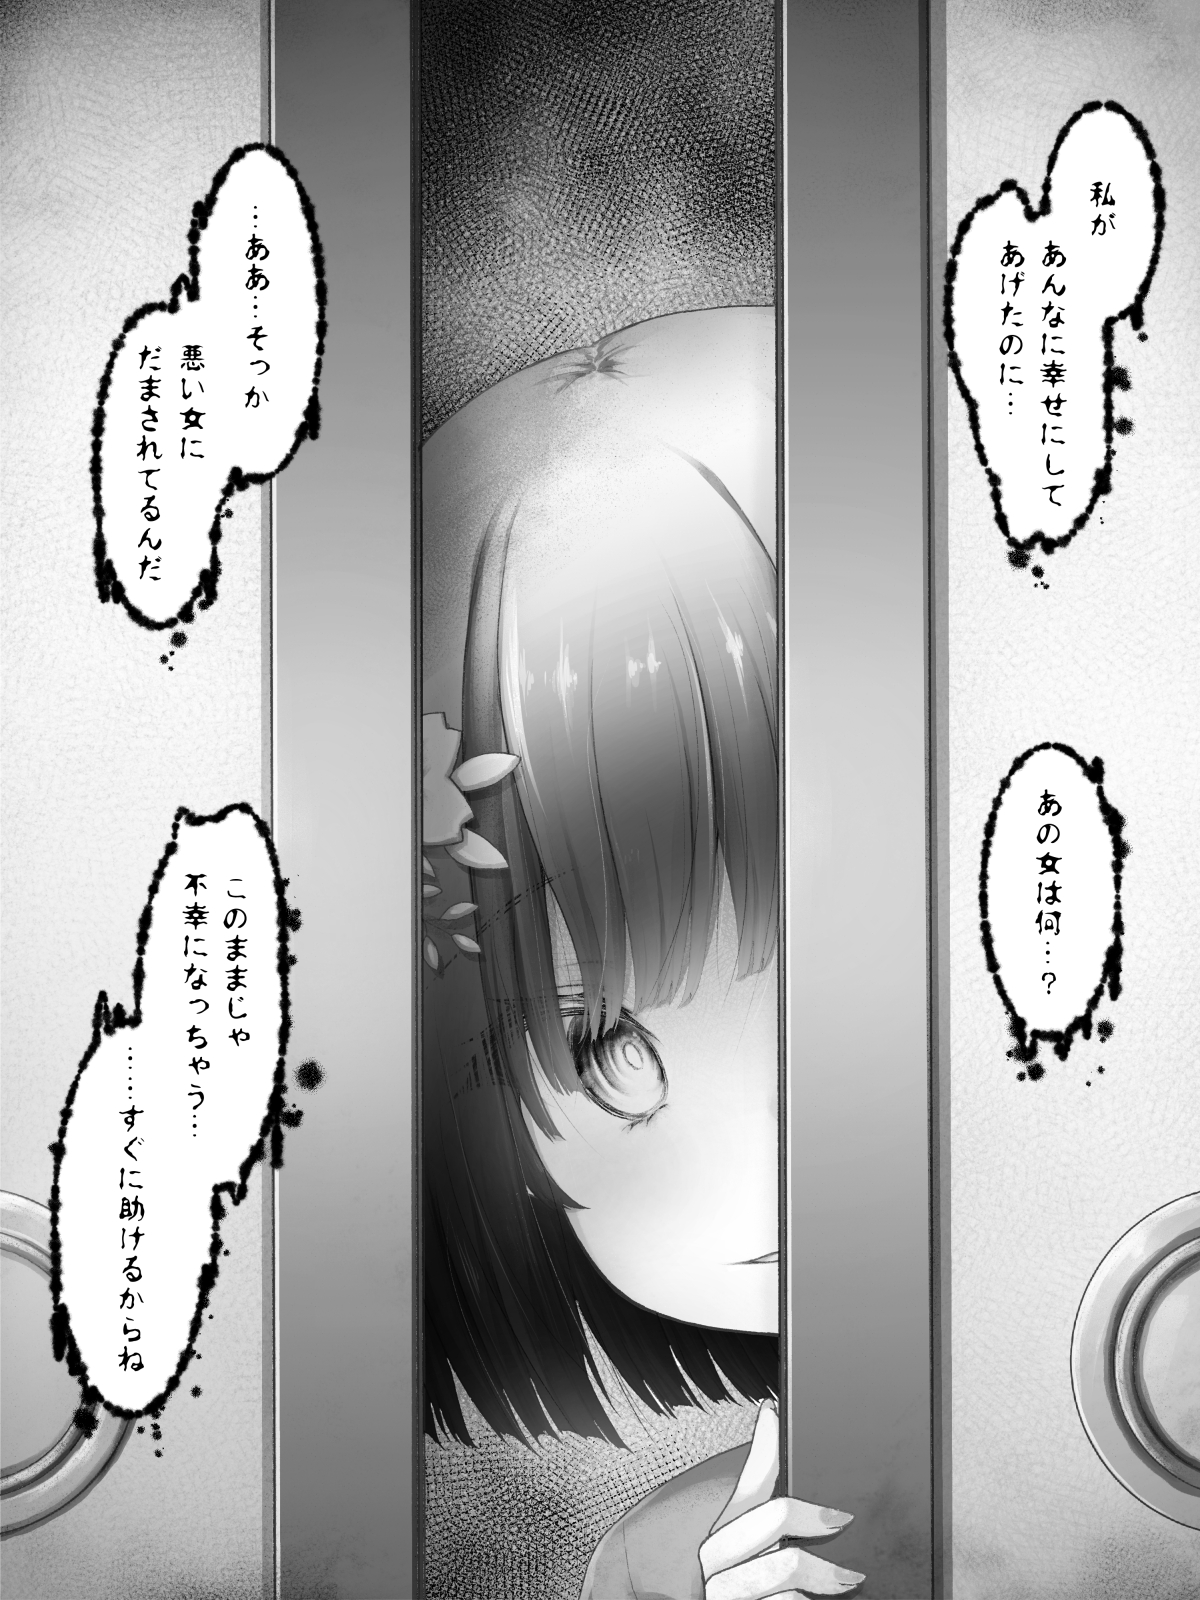 私が
あんなに幸せにして
あげたのに…
あの女は何…？
…ああ…そっか
悪い女に
だまされてるんだ
このままじゃ
不幸になっちゃう…
……すぐに助けるからね